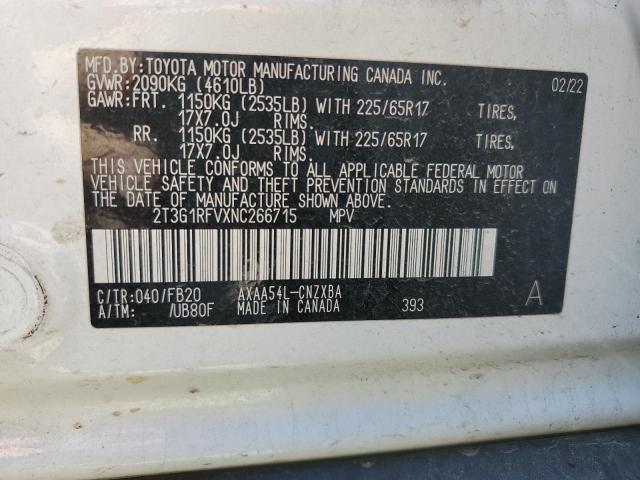 MFD.BY:TOYOTA MOTOR MANUFACTURING CANADA INC. 02/22
GVWR:2090KG (4610LB)
GAWR:FRT. 1150KG (2535LB) WITH 225/65R17 TIRES,
17X7.0J RIMS.
RR. 1150KG (2535LB) WITH 225/65R17 TIRES,
17X7.0J RIMS.
THIS VEHICLE CONFORMS TO ALL APPLICABLE FEDERAL MOTOR
VEHICLE SAFETY AND THEFT PREVENTION STANDARDS IN EFFECT ON
THE DATE OF MANUFACTURE SHOWN ABOVE.
2T3G1RFVXNC266715 MPV
C/TR:040/FB20 AXAA54L-CNZXBA A
A/TM: /UB80F MADE IN CANADA 393